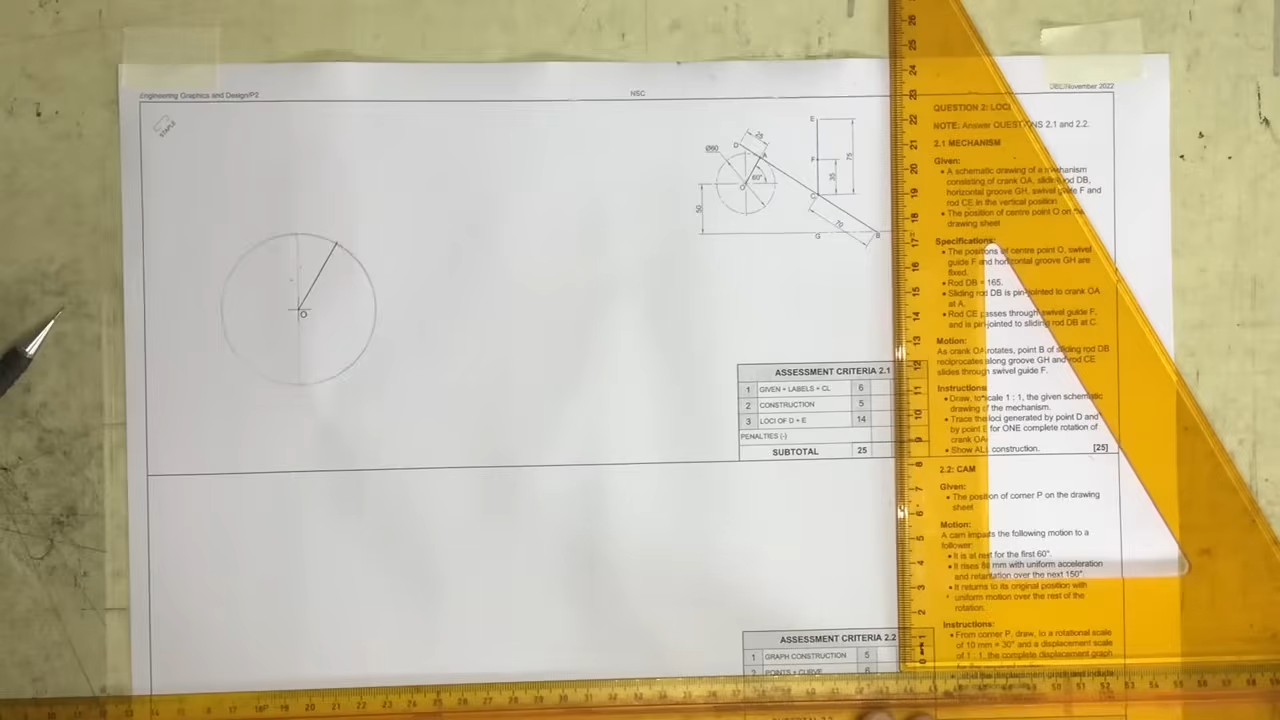 Engineering Graphics and Design/P2
NSC
DBE/November 2022
STAPLE
QUESTION 2: LOCI
NOTE: Answer QUESTIONS 2.1 and 2.2.
2.1 MECHANISM
Given:
• A schematic drawing of a mechanism
consisting of crank OA, sliding rod DB,
horizontal groove GH, swivel guide F and
rod CE in the vertical position
• The position of centre point O on the
drawing sheet
Specifications:
• The positions of centre point O, swivel
guide F and horizontal groove GH are
fixed.
• Rod DB = 165.
• Sliding rod DB is pin-jointed to crank OA
at A.
• Rod CE passes through swivel guide F,
and is pin-jointed to sliding rod DB at C.
Motion:
As crank OA rotates, point B of sliding rod DB
reciprocates along groove GH and rod CE
slides through swivel guide F.
Instructions:
• Draw, to scale 1 : 1, the given schematic
drawing of the mechanism.
• Trace the loci generated by point D and
by point E for ONE complete rotation of
crank OA.
• Show ALL construction. [25]
E
25
D
Ø60
A
F
75
60°
35
O
C
50
70
G
B
O
ASSESSMENT CRITERIA 2.1
1 GIVEN + LABELS + CL 6
2 CONSTRUCTION 5
3 LOCI OF D + E 14
PENALTIES (-)
SUBTOTAL 25
2.2: CAM
Given:
• The position of corner P on the drawing
sheet
Motion:
A cam imparts the following motion to a
follower:
• It is at rest for the first 60°.
• It rises mm with uniform acceleration
and retardation over the next 150°.
• It returns to its original position with
uniform motion over the rest of the
rotation.
Instructions:
• From corner P, draw, to a rotational scale
of 10 mm = 30° and a displacement scale
of 1 : 1, the complete displacement graph
ASSESSMENT CRITERIA 2.2
1 GRAPH CONSTRUCTION 5
2 POINTS + CURVE 6